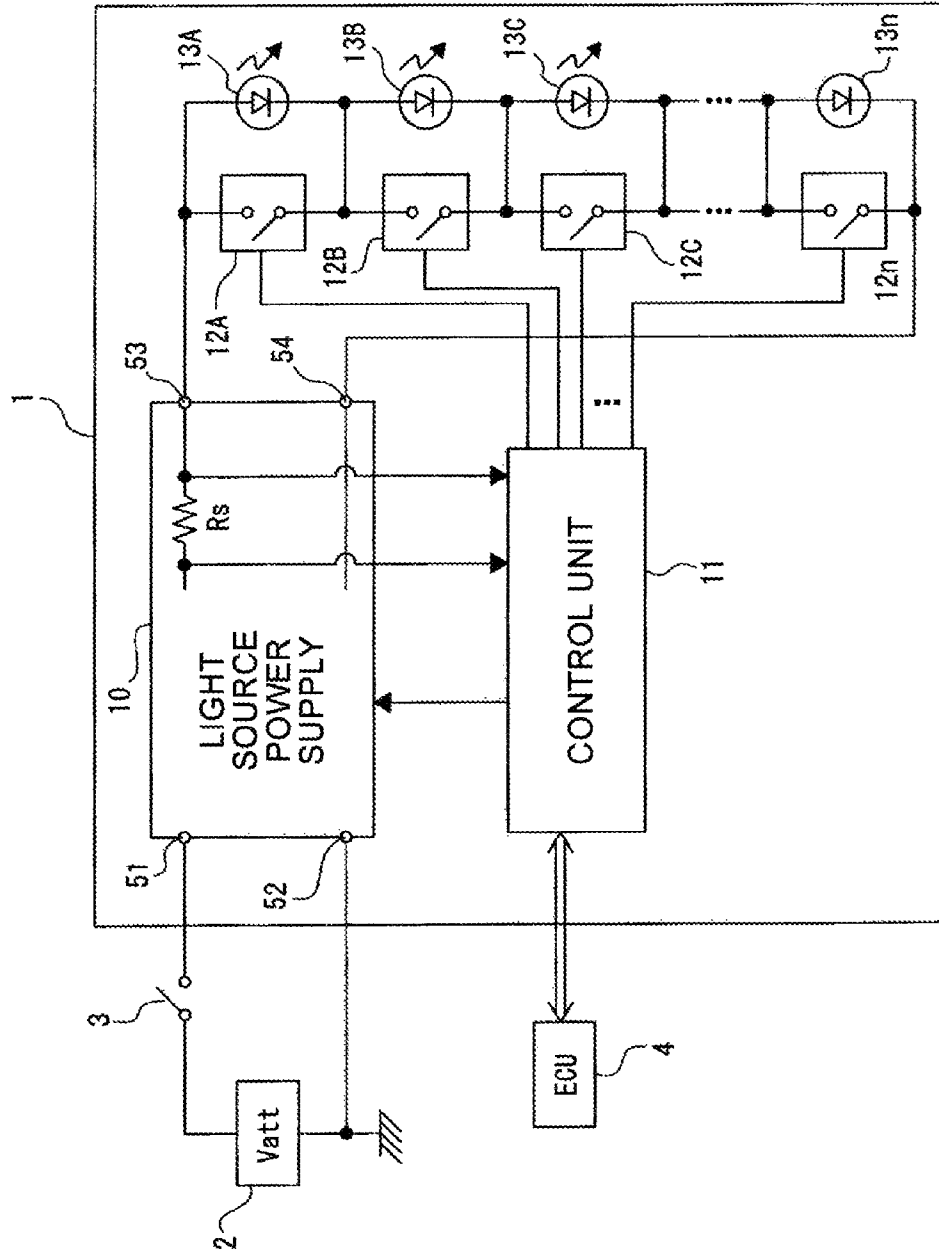 1
10
53
54
51
52
LIGHT
SOURCE
POWER
SUPPLY
Rs
12A
12B
12C
12n
13A
13B
13C
13n
...
...
...
3
Vatt
2
CONTROL UNIT
11
ECU
4